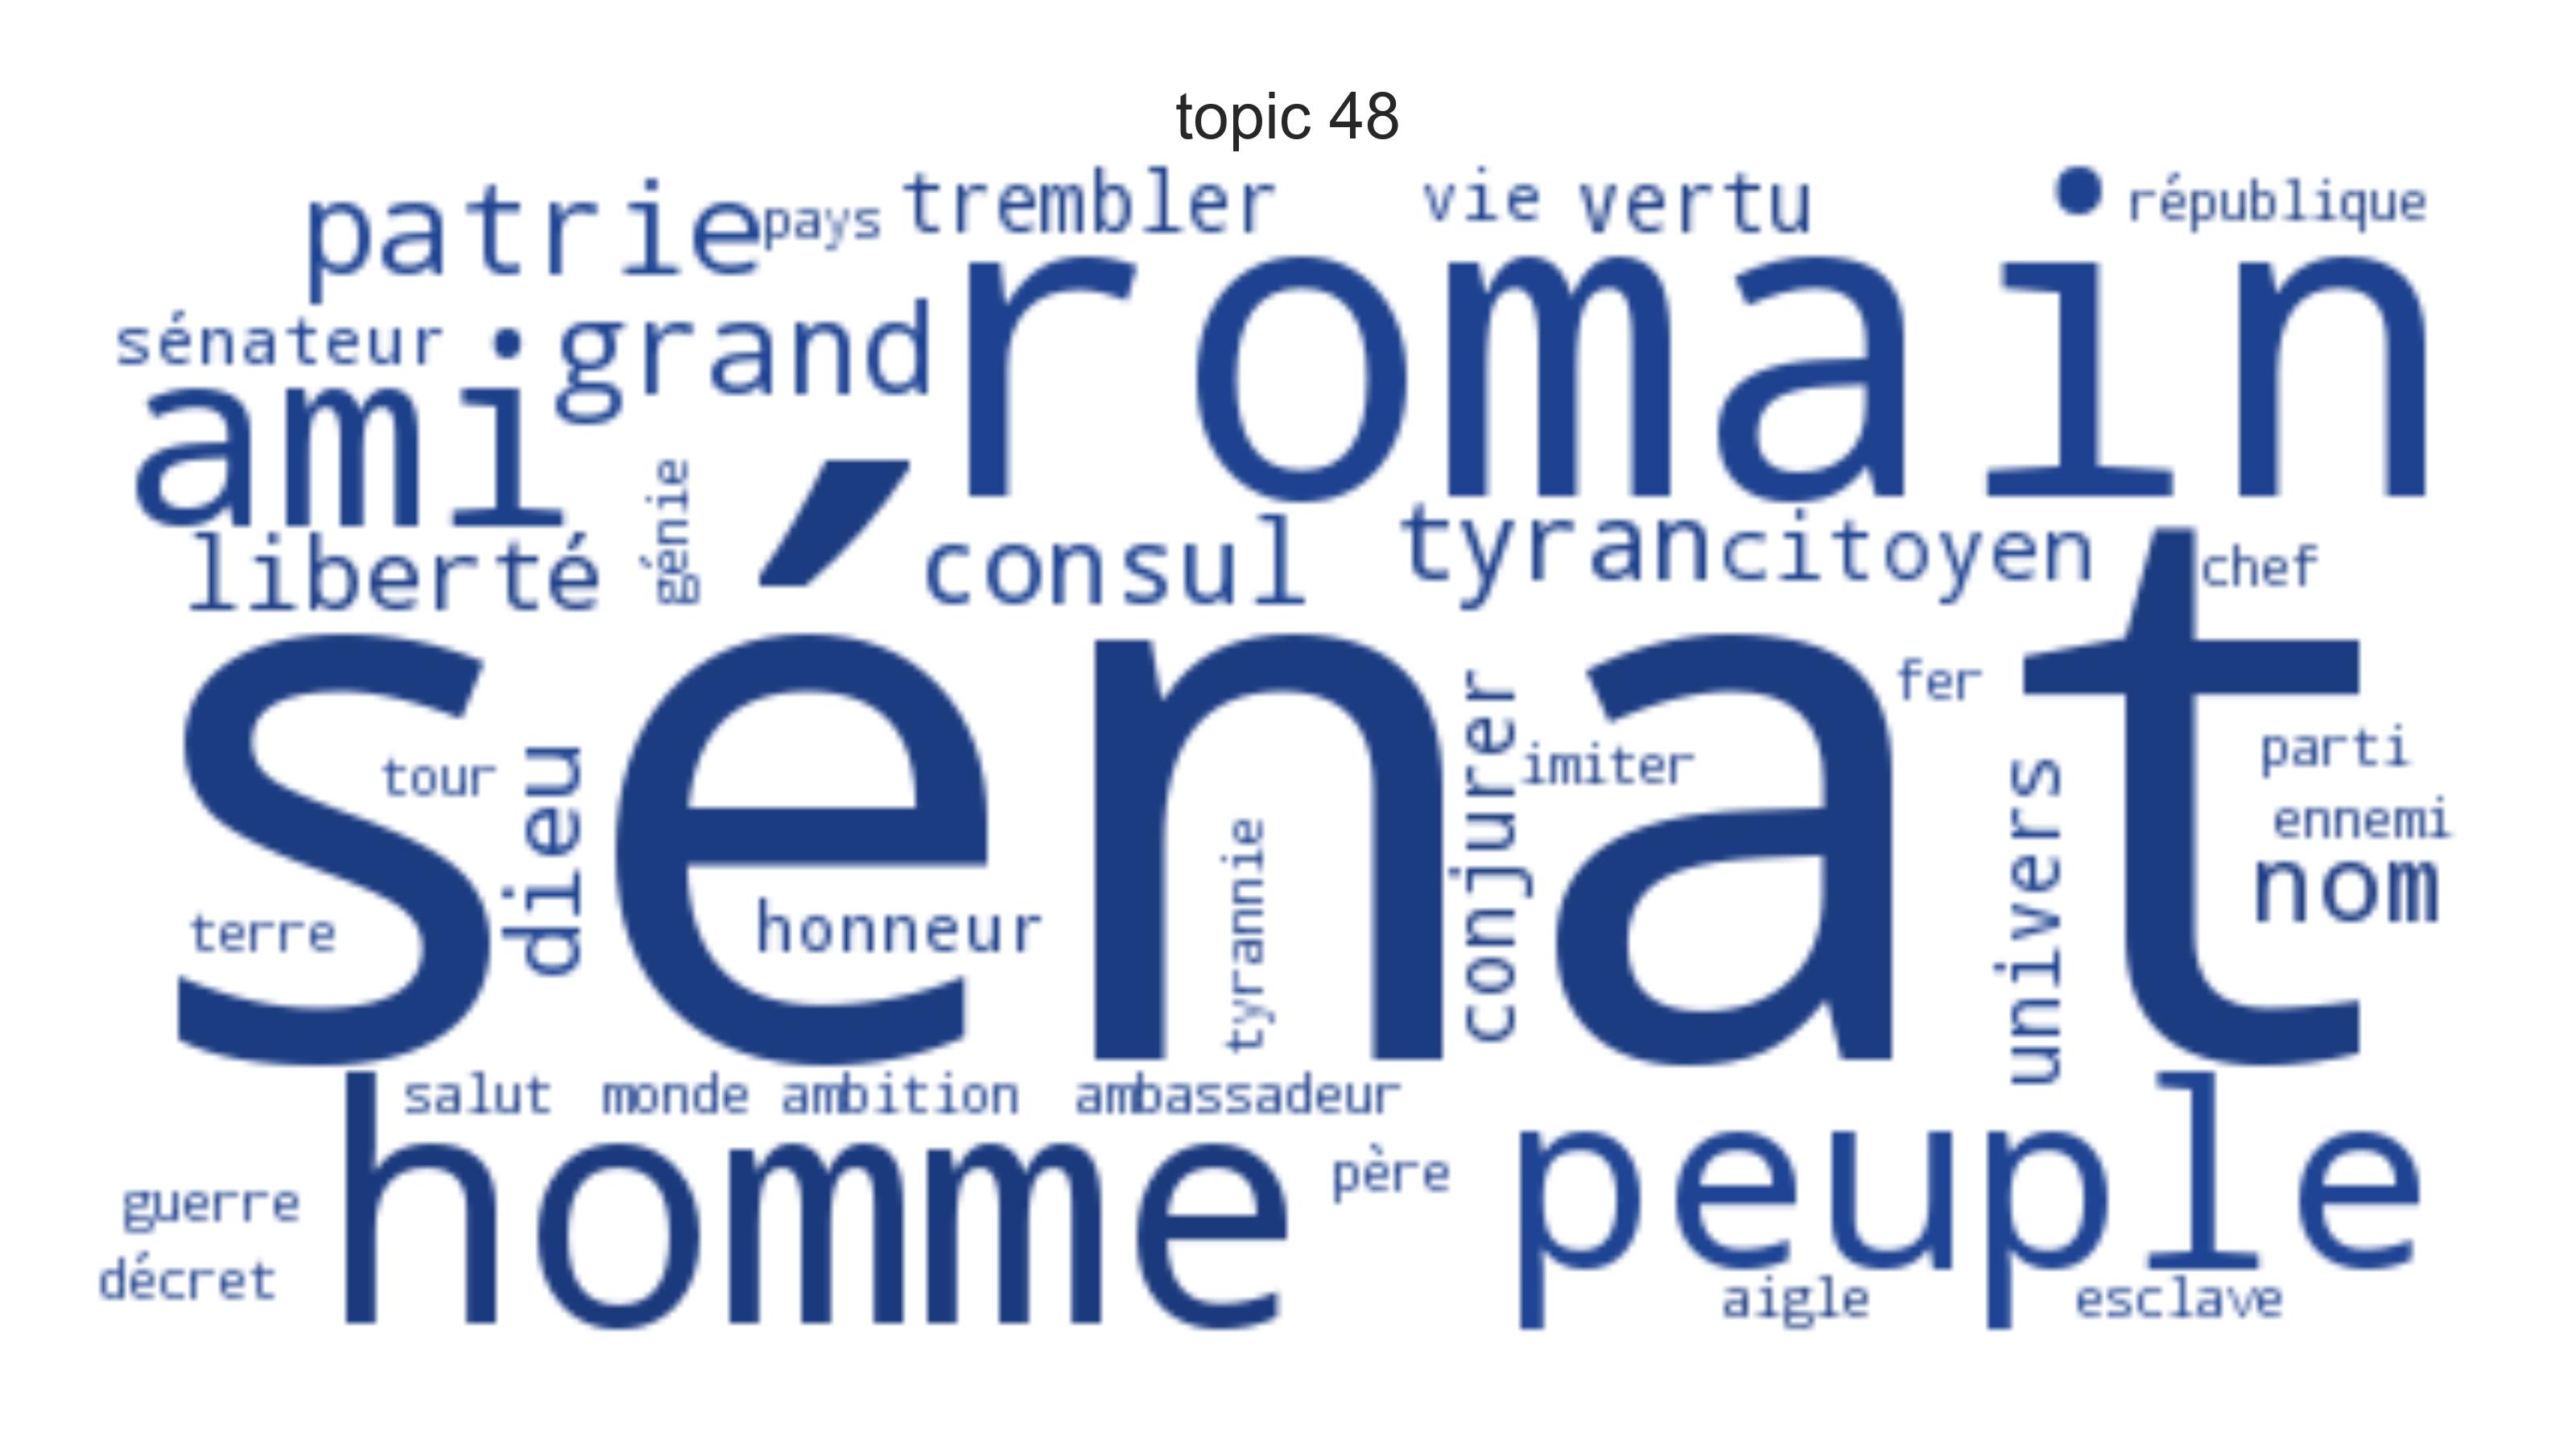 topic 48
patrie pays trembler vie vertu république
sénateur grand romain
ami
génie
liberté consul tyran citoyen chef
sénat
fer
conjurer
imiter
tour
dieu
parti
univers
ennemi
nom
tyrannie
terre honneur
salut monde ambition ambassadeur
homme peuple
père
guerre
décret
aigle esclave